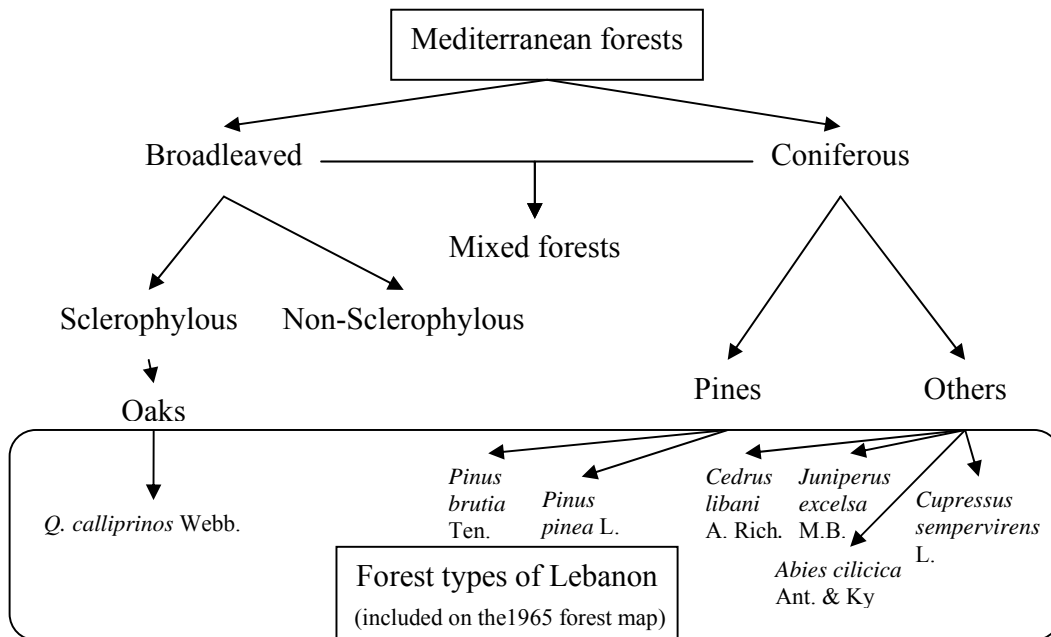 Mediterranean forests
Broadleaved
Coniferous
Mixed forests
Sclerophylous
Non-Sclerophylous
Pines
Others
Oaks
Q. calliprinos Webb.
Pinus
brutia
Ten.
Pinus
pinea L.
Cedrus
libani
A. Rich.
Juniperus
excelsa
M.B.
Abies cilicica
Ant. & Ky
Cupressus
sempervirens
L.
Forest types of Lebanon
(included on the1965 forest map)